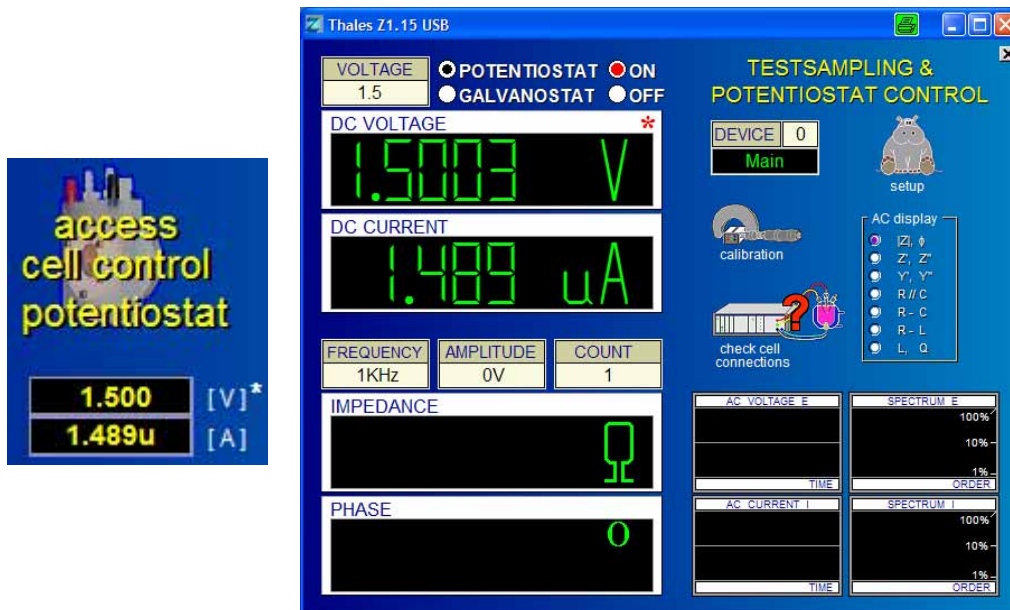 access
cell control
potentiostat
1.500 [V]*
1.489u [A]
Thales Z1.15 USB
VOLTAGE
1.5
POTENTIOSTAT ON
GALVANOSTAT OFF
DC VOLTAGE *
1.5003 V
DC CURRENT
1.489 uA
FREQUENCY
1KHz
AMPLITUDE
0V
COUNT
1
IMPEDANCE
Ω
PHASE
o
TESTSAMPLING &
POTENTIOSTAT CONTROL
DEVICE 0
Main
setup
calibration
check cell
connections
AC display
|Z|, ϕ
Z', Z"
Y', Y"
R // C
R - C
R - L
L, Q
AC VOLTAGE E
TIME
SPECTRUM E
100%
10%
1%
ORDER
AC CURRENT I
TIME
SPECTRUM I
100%
10%
1%
ORDER